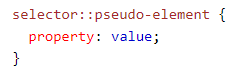 selector::pseudo-element {
  property: value;
}